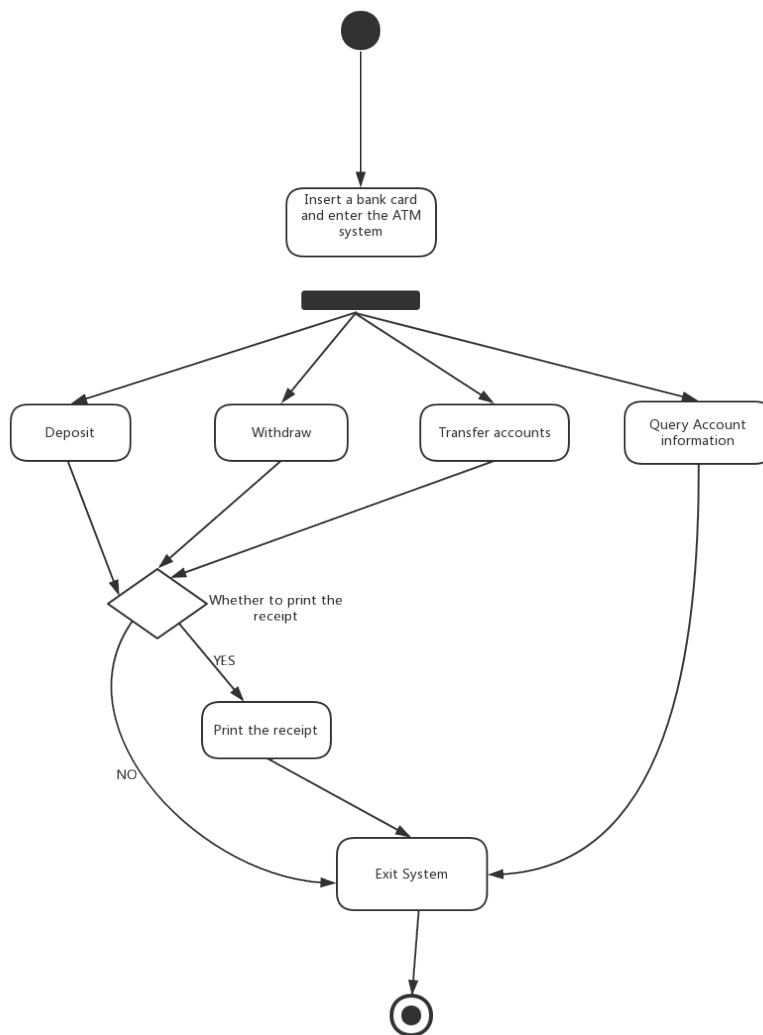 Insert a bank card
and enter the ATM
system
Deposit
Withdraw
Transfer accounts
Query Account
information
Whether to print the
receipt
YES
Print the receipt
NO
Exit System